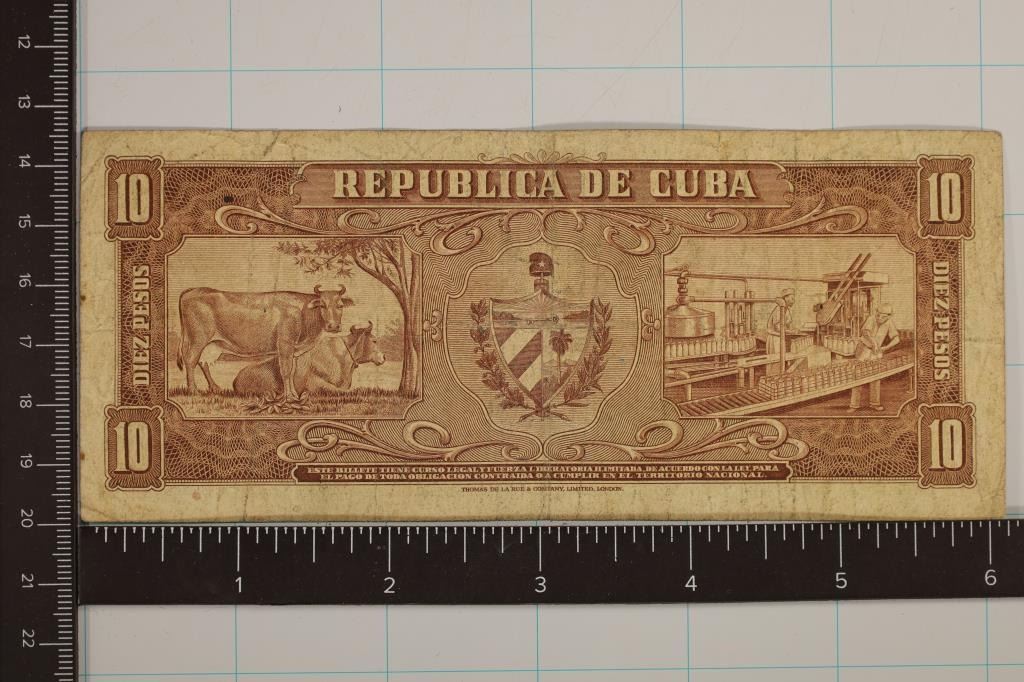 REPUBLICA DE CUBA
10
10
DIEZ PESOS
DIEZ PESOS
10
10
ESTE BILLETE TIENE CURSO LEGAL Y FUERZA LIBERATORIA ILIMITADA, DE ACUERDO CON LA LEY, PARA
EL PAGO DE TODA OBLIGACION CONTRAIDA O A CUMPLIR EN EL TERRITORIO NACIONAL.
THOMAS DE LA RUE & COMPANY, LIMITED, LONDON.
12
13
14
15
16
17
18
19
20
21
22
1 2 3 4 5 6